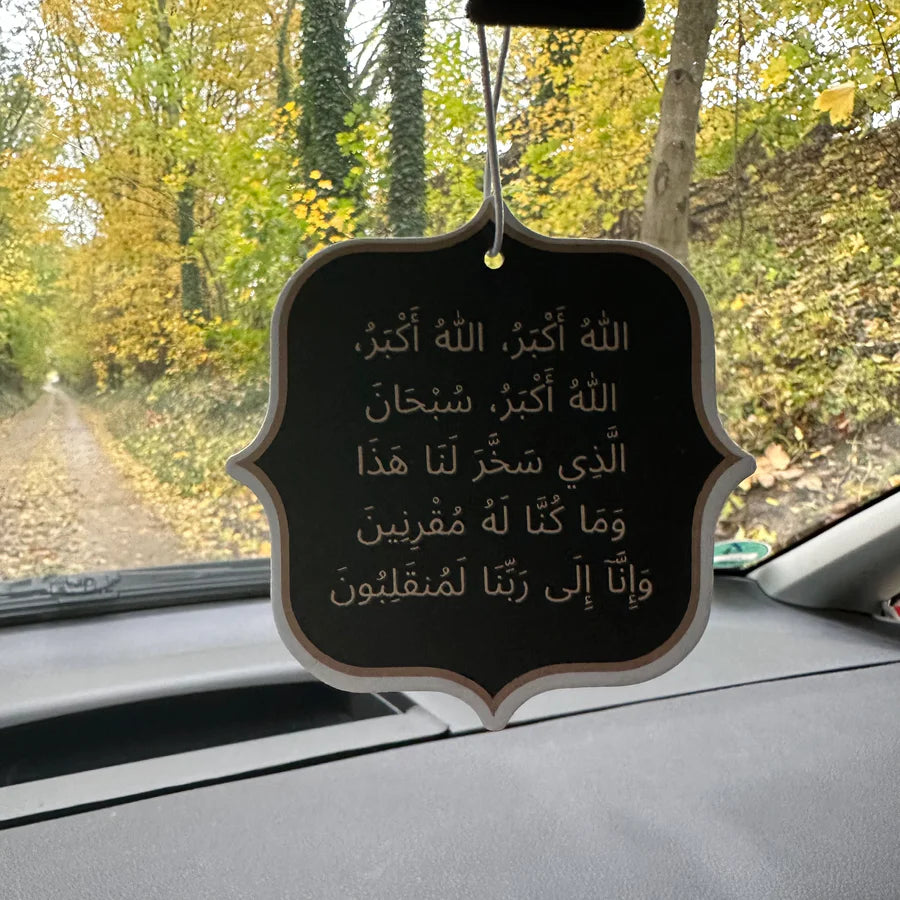 اللّٰهُ أَكْبَرُ، اللّٰهُ أَكْبَرُ،
اللّٰهُ أَكْبَرُ، سُبْحَانَ
الَّذِي سَخَّرَ لَنَا هَذَا
وَمَا كُنَّا لَهُ مُقْرِنِينَ
وَإِنَّآ إِلَى رَبِّنَا لَمُنقَلِبُونَ